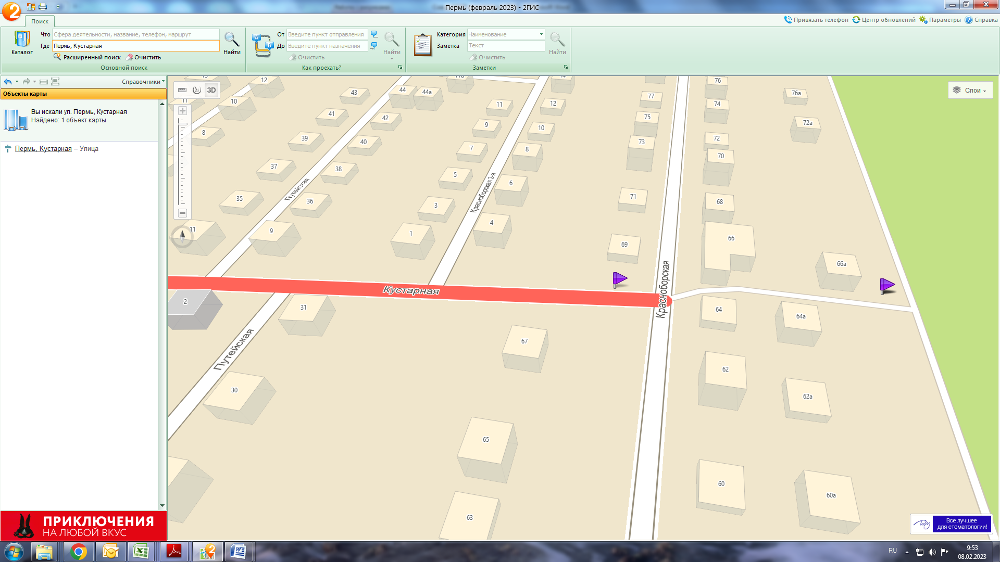 Пермь (февраль 2023) - 2ГИС
Поиск
Привязать телефон
Центр обновлений
Параметры
Справка
Каталог
Что
Сфера деятельности, название, телефон, маршрут
Где
Пермь, Кустарная
Расширенный поиск
Очистить
Найти
Основной поиск
От
Введите пункт отправления
До
Введите пункт назначения
Очистить
Найти
Как проехать?
Категория
Наименование
Заметка
Текст
Очистить
Найти
Заметки
Справочники
Объекты карты
Вы искали ул. Пермь, Кустарная
Найдено: 1 объект карты
Пермь, Кустарная – Улица
3D
Слои
12
76
43
44
44а
77
76а
10
11
12
74
41
42
75
9
10
72а
8
39
40
73
72
7
8
70
37
38
5
6
Путейская
Красноборская 2-я
35
36
3
71
68
11
9
1
4
69
66
66а
Кустарная
Красноборская
2
31
64
64а
Путейская
67
30
62
62а
65
60
60а
63
ПРИКЛЮЧЕНИЯ
НА ЛЮБОЙ ВКУС
Все лучшее
для стоматологии!
RU
9:53
08.02.2023